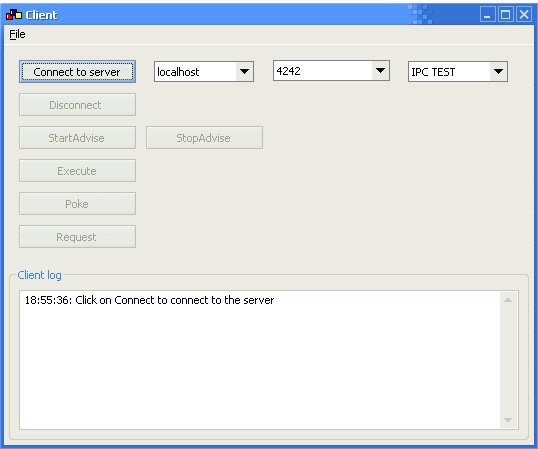 Client
File
Connect to server localhost 4242 IPC TEST
Disconnect
StartAdvise StopAdvise
Execute
Poke
Request
Client log
18:55:36: Click on Connect to connect to the server